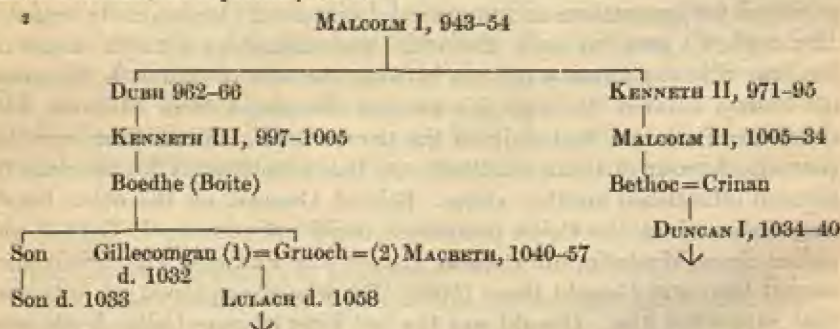 2
MALCOLM I, 943–54
DUBH 962–66 KENNETH II, 971–95
KENNETH III, 997–1005 MALCOLM II, 1005–34
Boedhe (Boite) Bethoc=Crinan
DUNCAN I, 1034–40
Son Gillecomgan (1)=Gruoch=(2) MACBETH, 1040–57
d. 1032
Son d. 1033 LULACH d. 1058